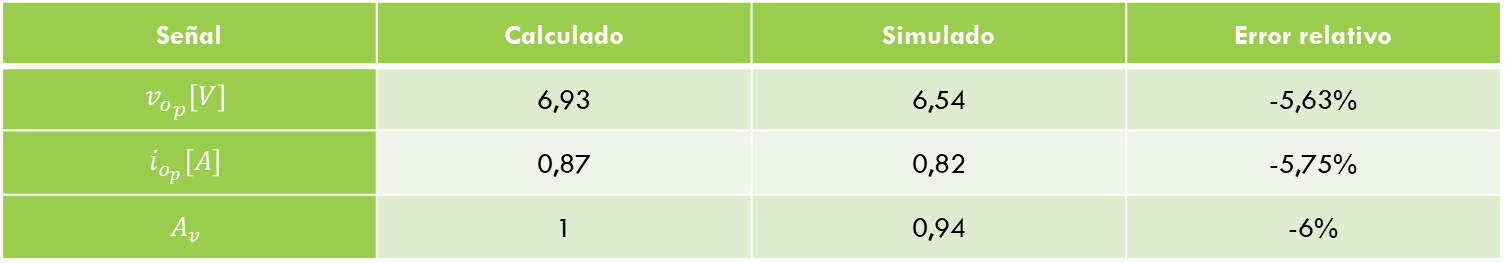 Señal Calculado Simulado Error relativo
v_{o_p}[V] 6,93 6,54 -5,63%
i_{o_p}[A] 0,87 0,82 -5,75%
A_v 1 0,94 -6%